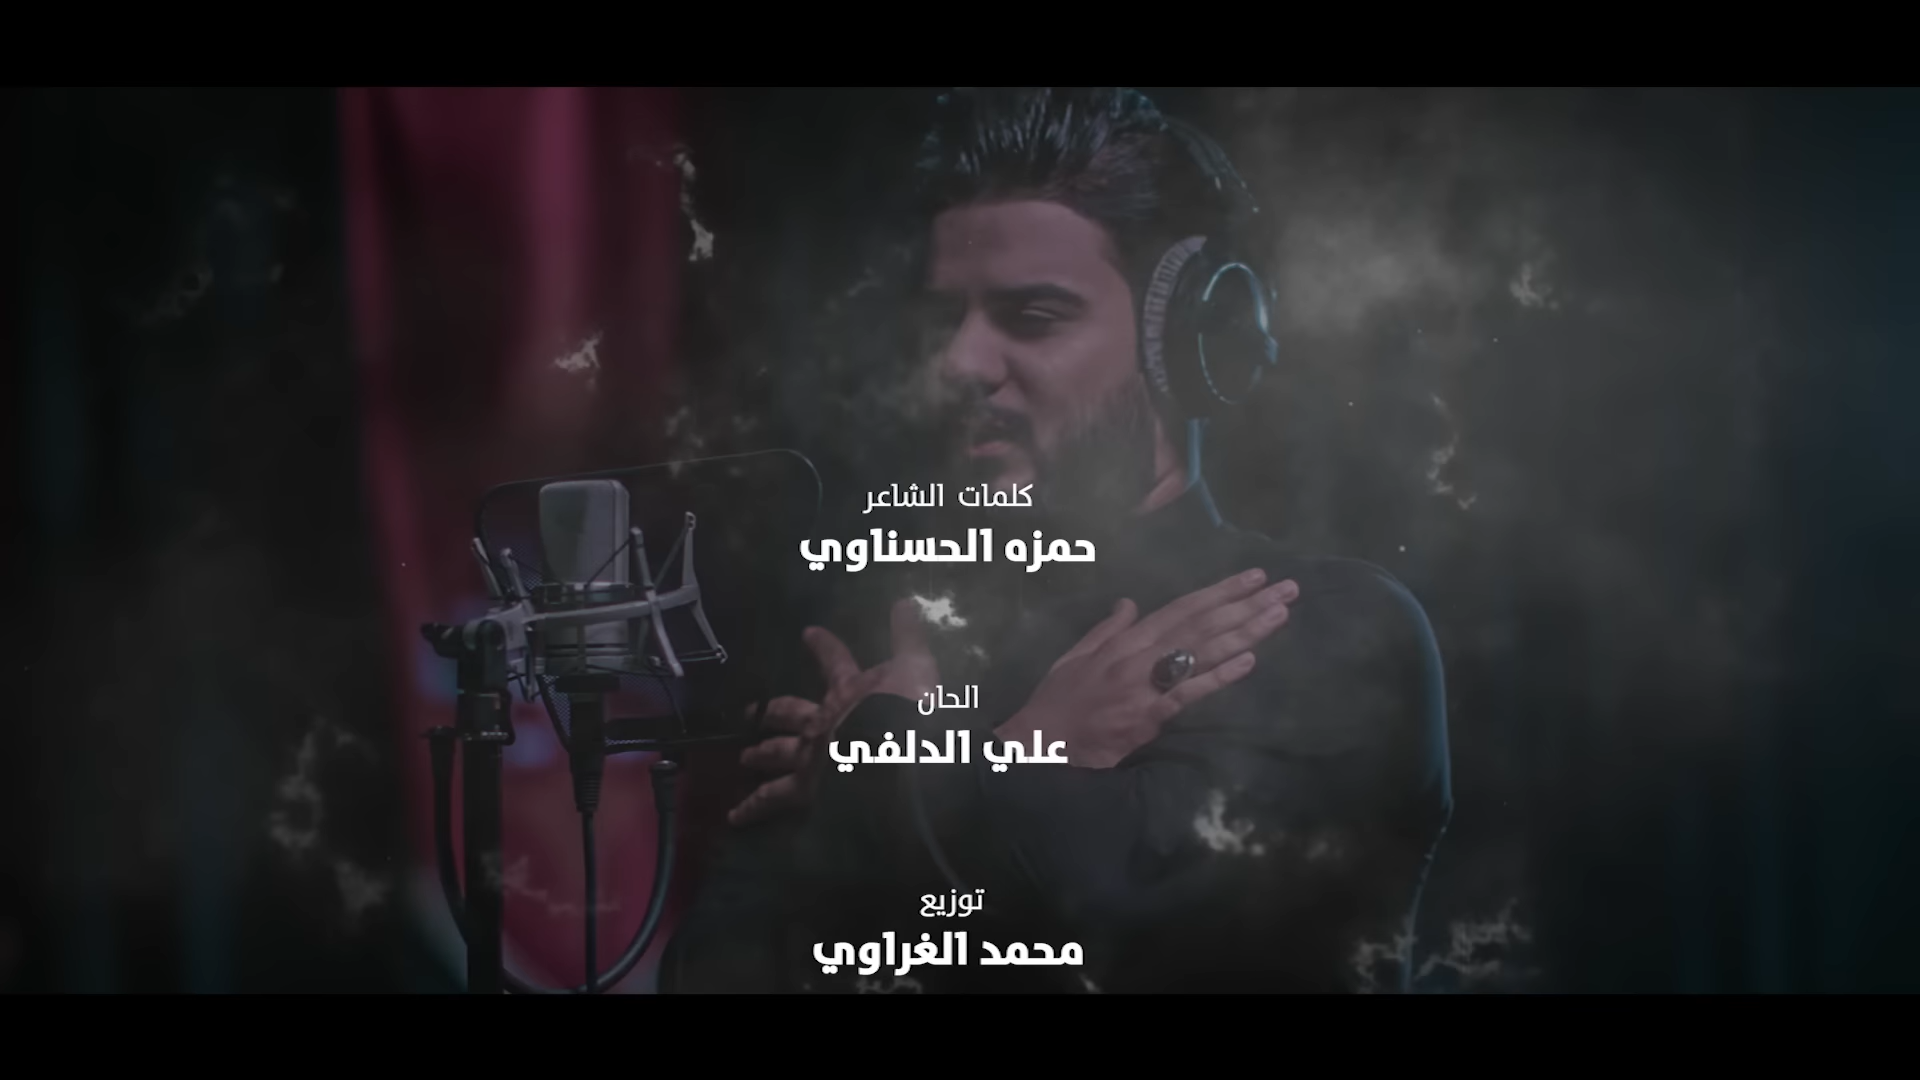 كلمات الشاعر
حمزه الحسناوي
الحان
علي الدلفي
توزيع
محمد الغراوي